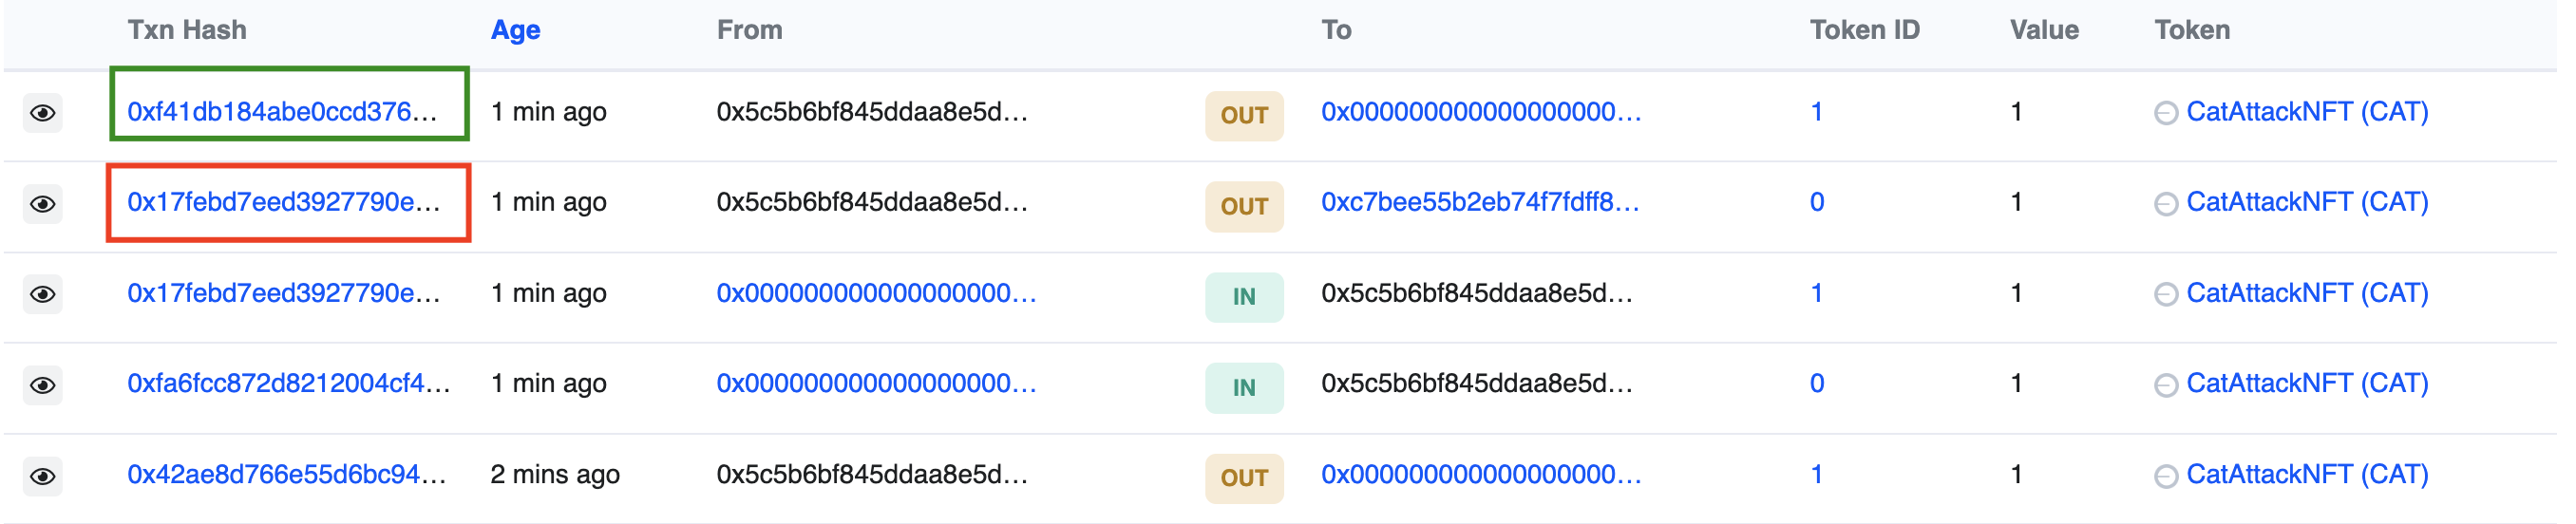 Txn Hash Age From To Token ID Value Token
0xf41db184abe0ccd376... 1 min ago 0x5c5b6bf845ddaa8e5d... OUT 0x000000000000000000... 1 1 CatAttackNFT (CAT)
0x17febd7eed3927790e... 1 min ago 0x5c5b6bf845ddaa8e5d... OUT 0xc7bee55b2eb74f7fdff8... 0 1 CatAttackNFT (CAT)
0x17febd7eed3927790e... 1 min ago 0x000000000000000000... IN 0x5c5b6bf845ddaa8e5d... 1 1 CatAttackNFT (CAT)
0xfa6fcc872d8212004cf4... 1 min ago 0x000000000000000000... IN 0x5c5b6bf845ddaa8e5d... 0 1 CatAttackNFT (CAT)
0x42ae8d766e55d6bc94... 2 mins ago 0x5c5b6bf845ddaa8e5d... OUT 0x000000000000000000... 1 1 CatAttackNFT (CAT)